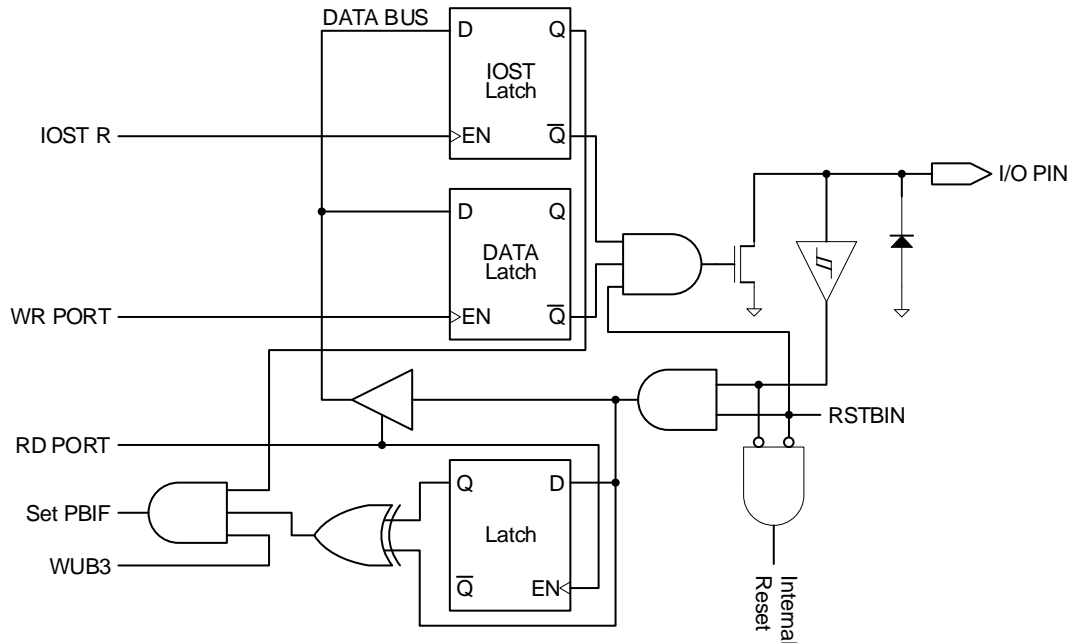 DATA BUS
D
Q
IOST
Latch
IOST R
EN
Q
I/O PIN
D
Q
DATA
Latch
WR PORT
EN
Q
RSTBIN
RD PORT
Q
D
Set PBIF
Latch
WUB3
Q
EN
Internal
Reset